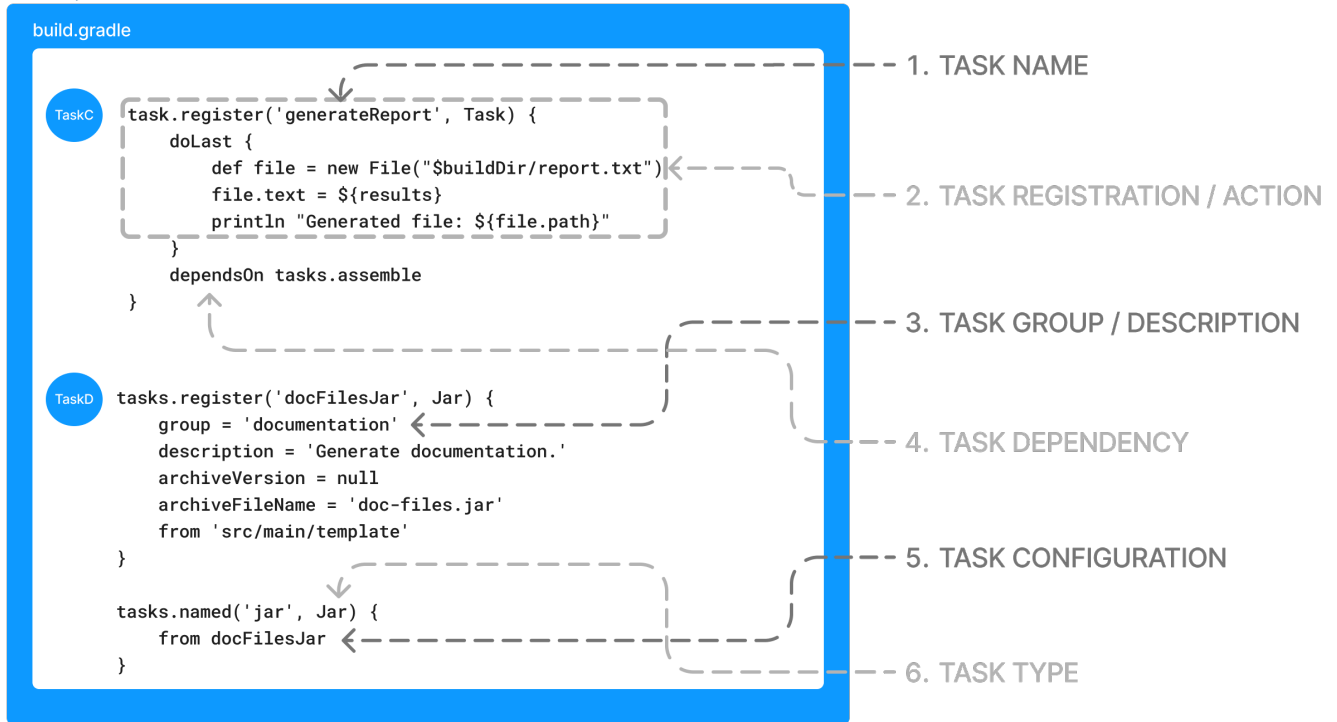 build.gradle
1. TASK NAME
TaskC
task.register('generateReport', Task) {
    doLast {
        def file = new File("$buildDir/report.txt")
        file.text = ${results}
        println "Generated file: ${file.path}"
    }
    dependsOn tasks.assemble
}
2. TASK REGISTRATION / ACTION
3. TASK GROUP / DESCRIPTION
TaskD
tasks.register('docFilesJar', Jar) {
    group = 'documentation'
    description = 'Generate documentation.'
    archiveVersion = null
    archiveFileName = 'doc-files.jar'
    from 'src/main/template'
}
4. TASK DEPENDENCY
5. TASK CONFIGURATION
tasks.named('jar', Jar) {
    from docFilesJar
}
6. TASK TYPE